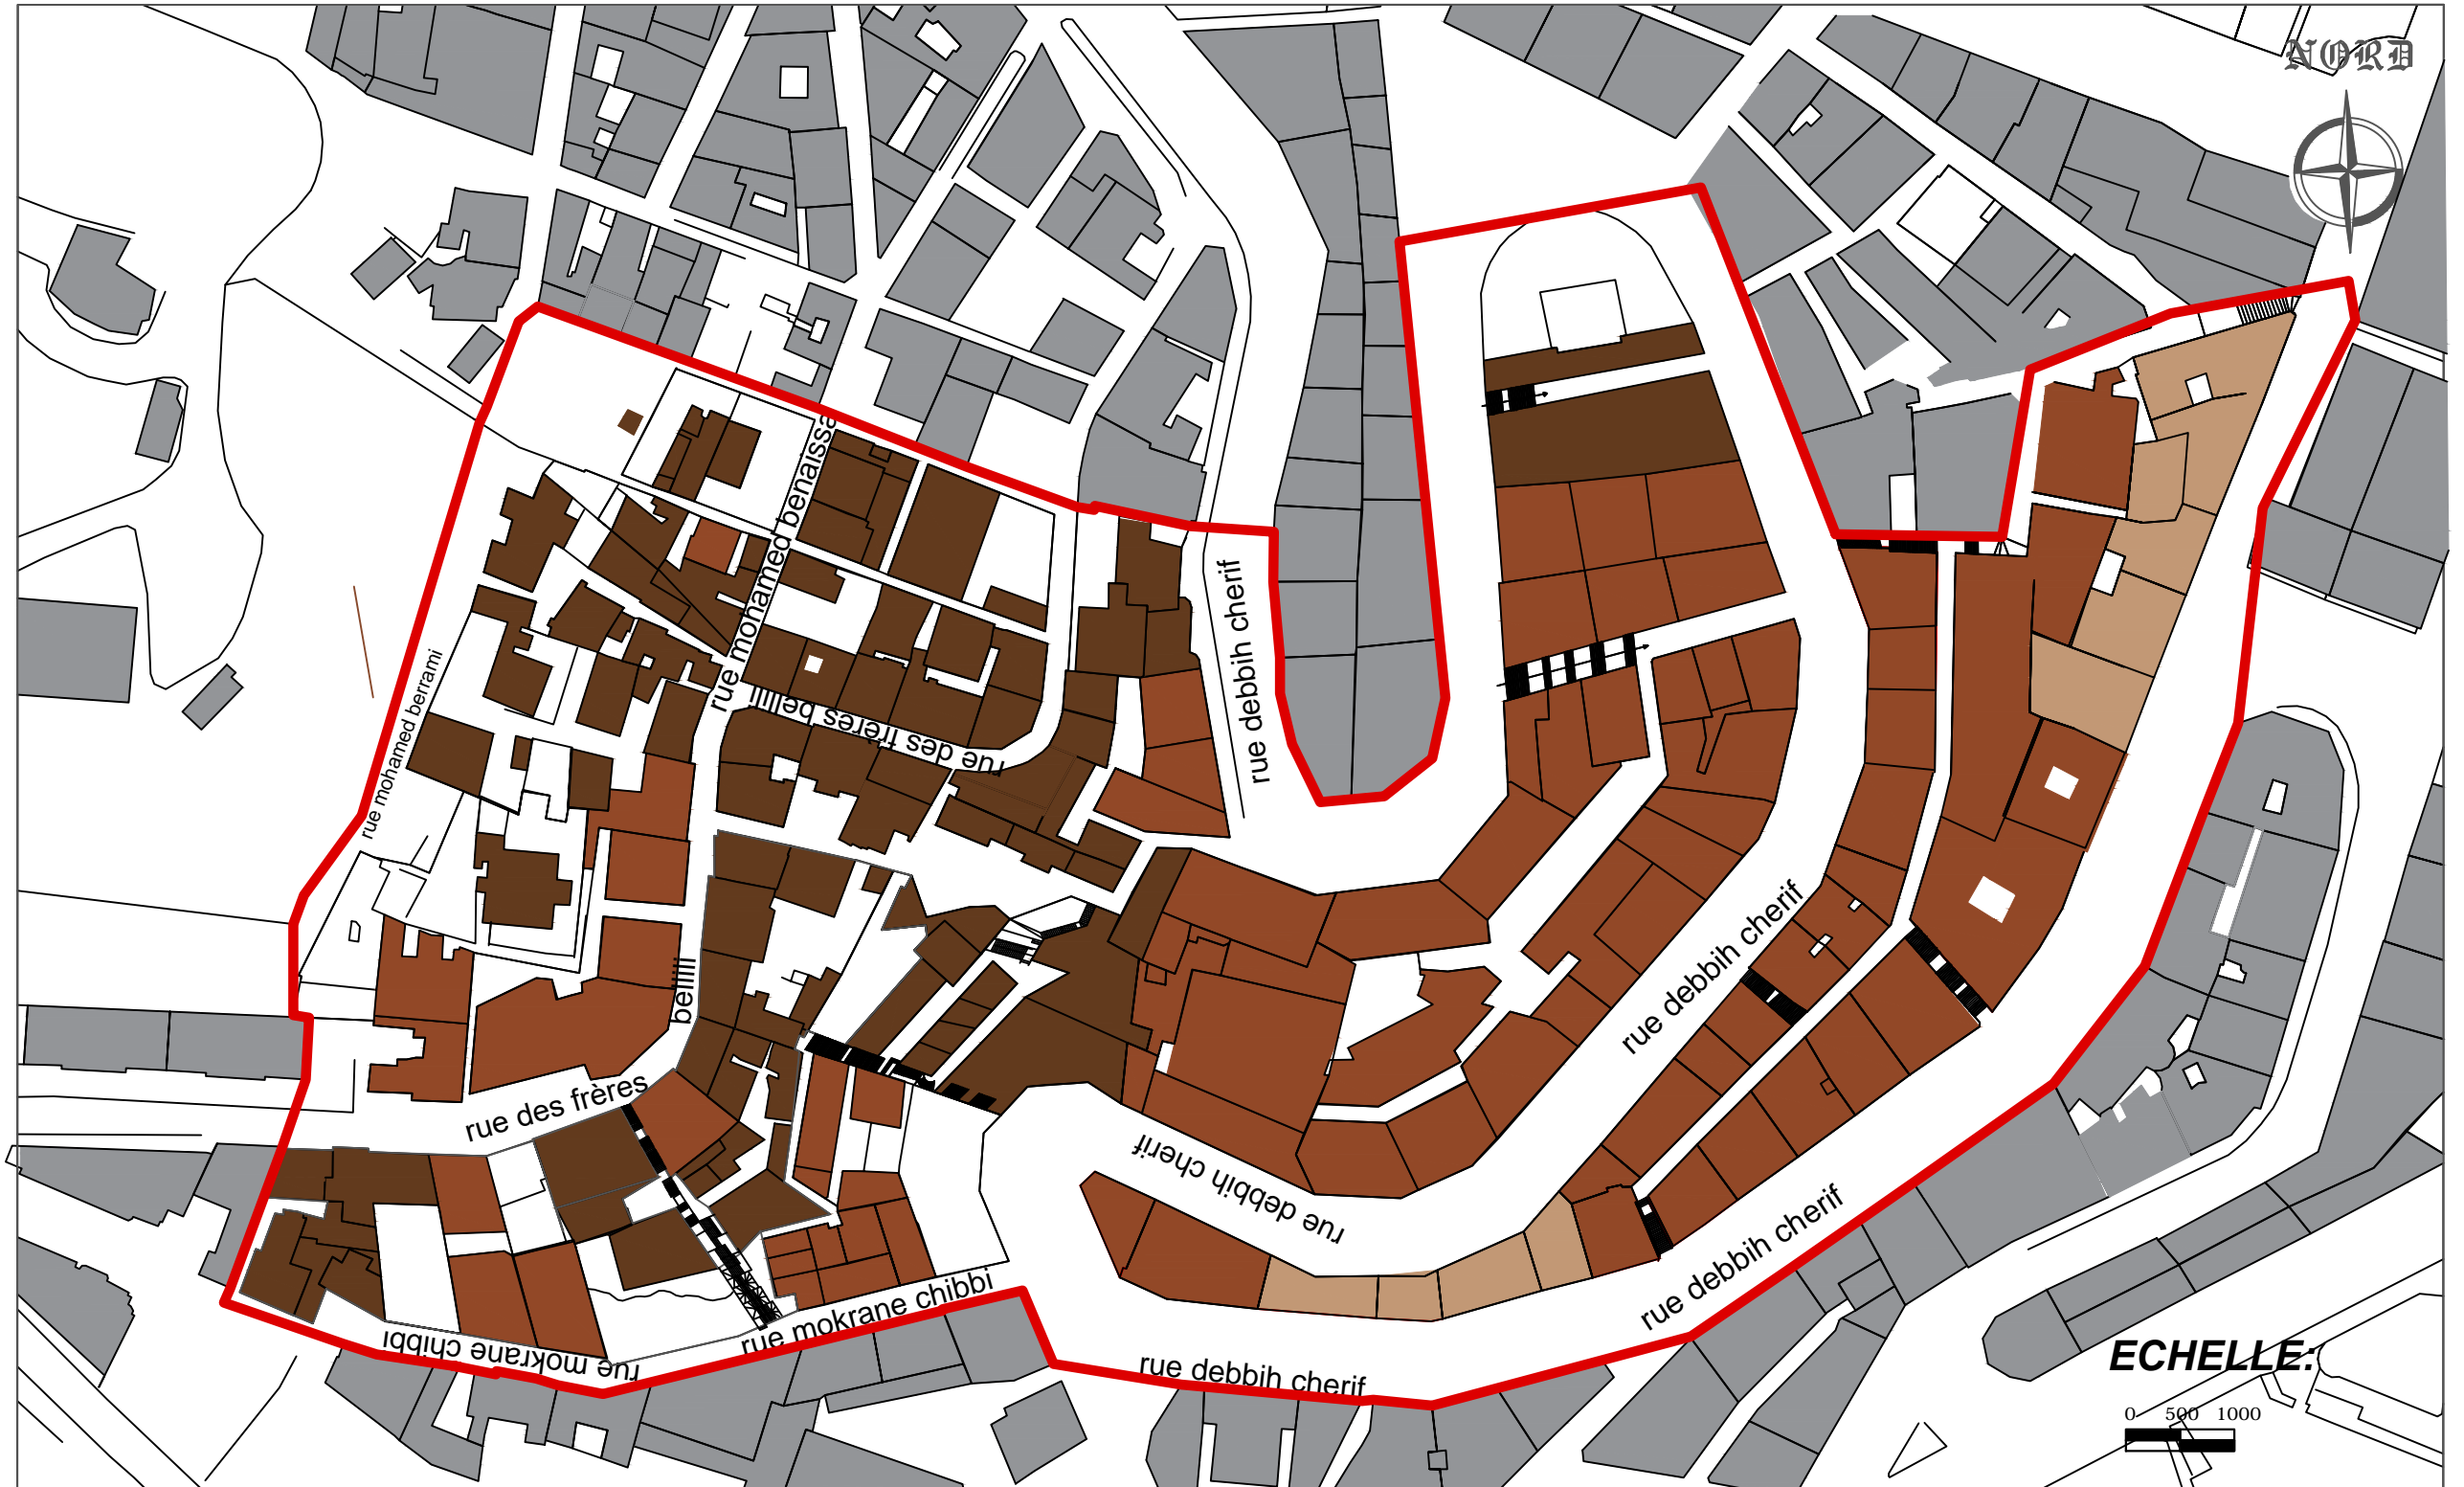 NORD
rue mohamed benaissa
rue debbih cherif
rue mohamed berrami
rue des frères bellili
rue debbih cherif
bellili
rue des frères
rue debbih cherif
rue debbih cherif
rue mokrane chibbi
rue mokrane chibbi
rue debbih cherif
ECHELLE:
0 500 1000